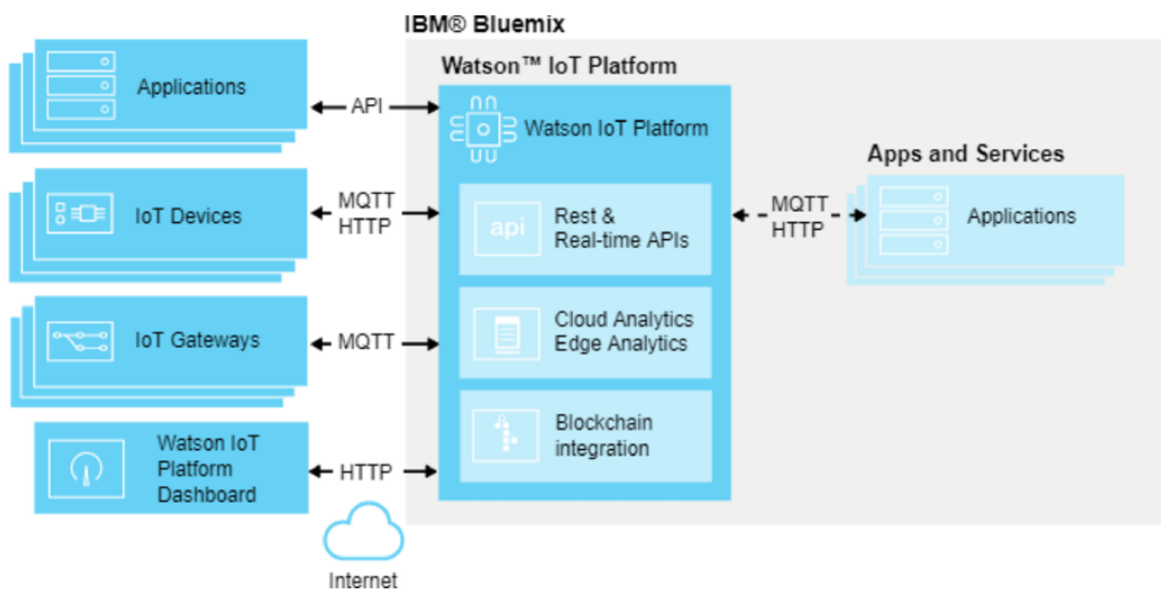 IBM® Bluemix
Watson™ IoT Platform
Applications
API
Watson IoT Platform
Apps and Services
IoT Devices
MQTT
HTTP
api
Rest &
Real-time APIs
MQTT
HTTP
Applications
IoT Gateways
MQTT
Cloud Analytics
Edge Analytics
Watson IoT
Platform
Dashboard
HTTP
Blockchain
integration
Internet